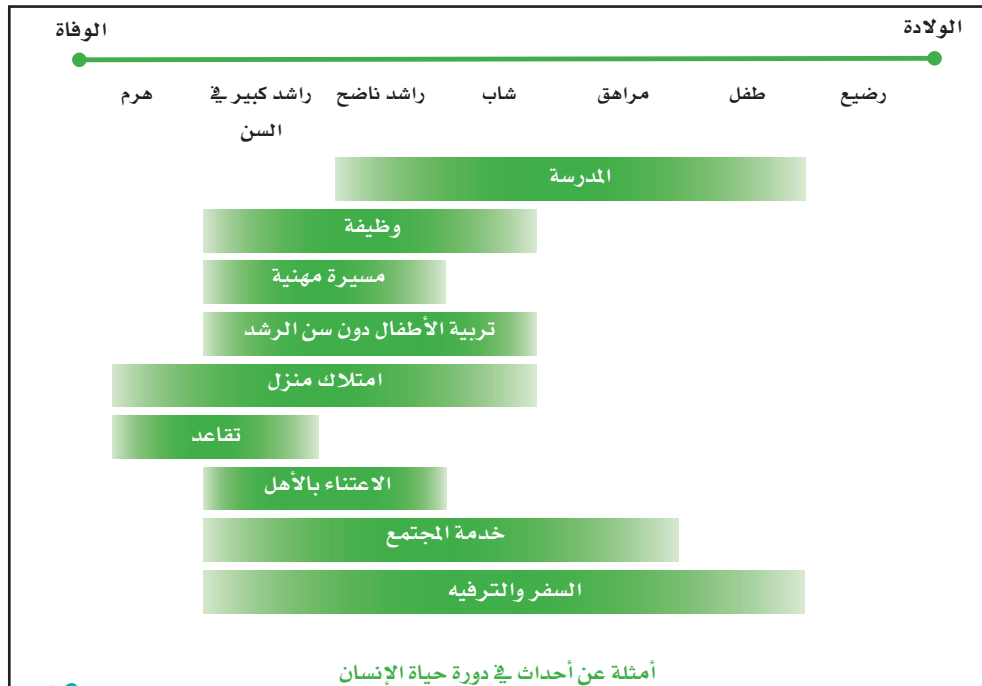 الولادة
الوفاة
رضيع
طفل
مراهق
شاب
راشد ناضج
راشد كبير في
السن
هرم
المدرسة
وظيفة
مسيرة مهنية
تربية الأطفال دون سن الرشد
امتلاك منزل
تقاعد
الاعتناء بالأهل
خدمة المجتمع
السفر والترفيه
أمثلة عن أحداث في دورة حياة الإنسان